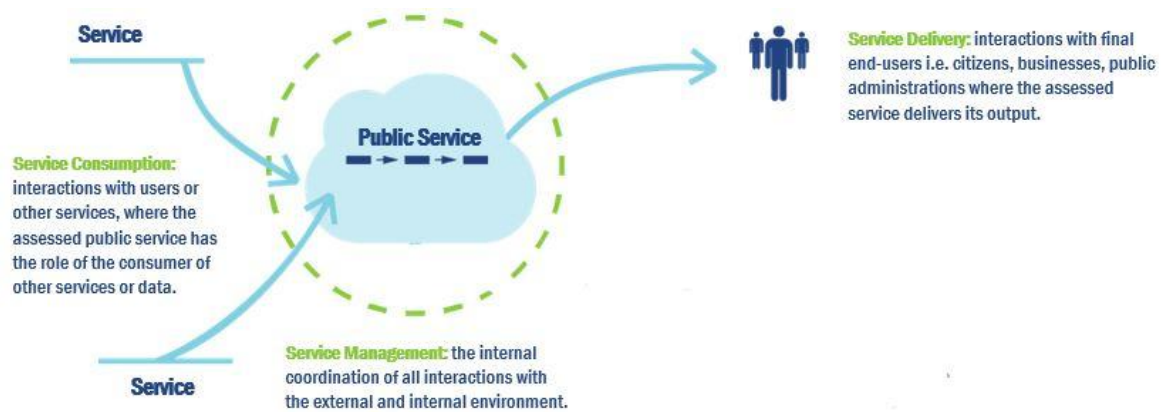 Service
Service Delivery: interactions with final
end-users i.e. citizens, businesses, public
administrations where the assessed
service delivers its output.
Public Service
Service Consumption:
interactions with users or
other services, where the
assessed public service has
the role of the consumer of
other services or data.
Service Management: the internal
coordination of all interactions with
the external and internal environment.
Service